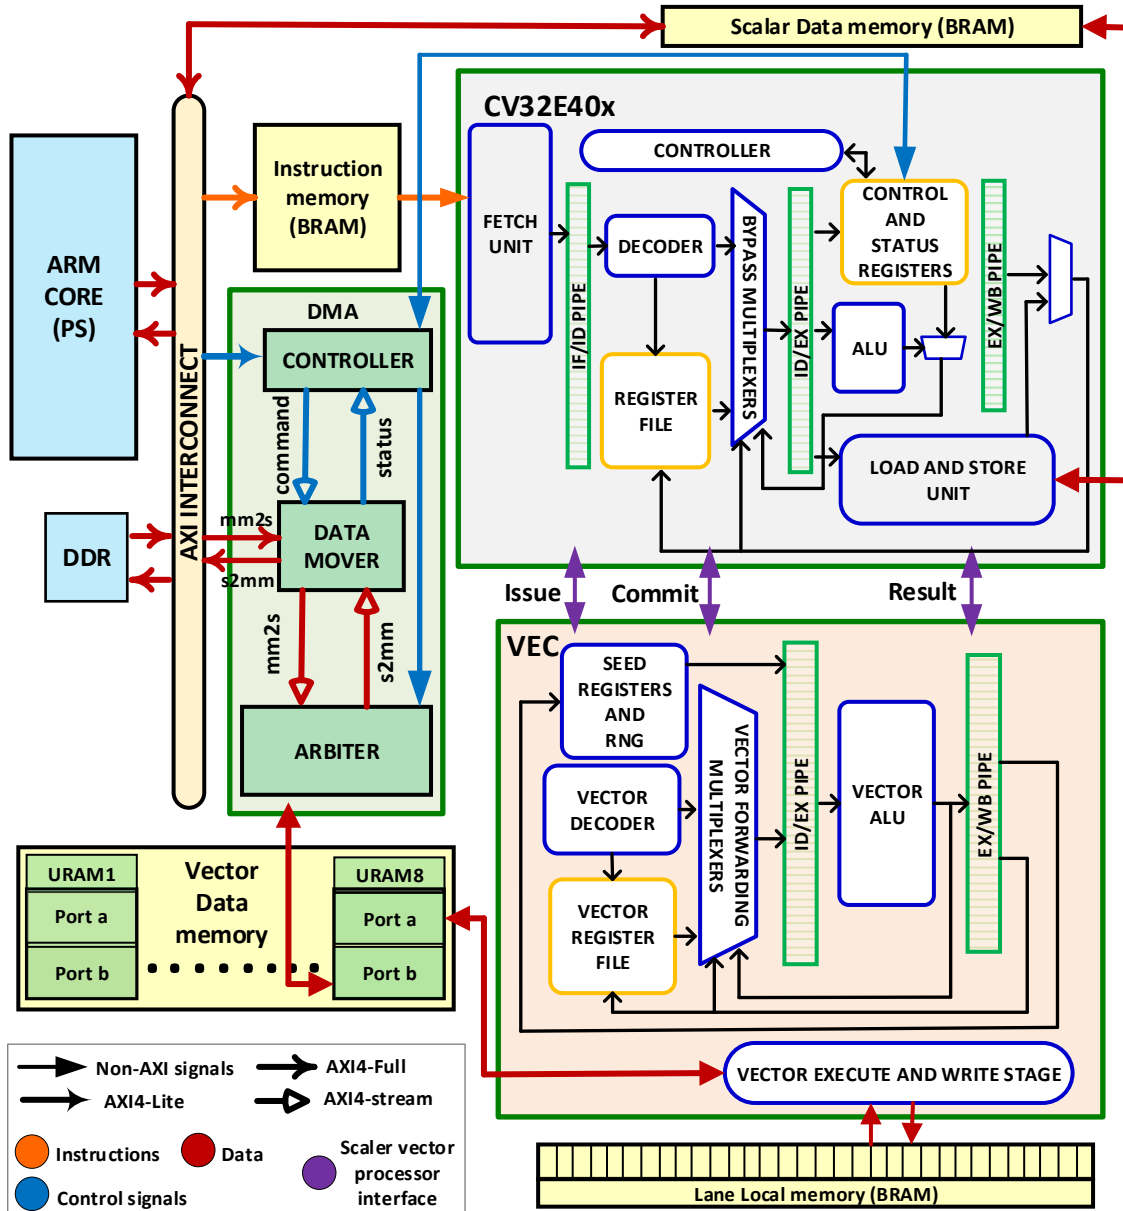 Scalar Data memory (BRAM)
CV32E40x
ARM
CORE
(PS)
AXI INTERCONNECT
Instruction
memory
(BRAM)
FETCH
UNIT
IF/ID PIPE
CONTROLLER
DECODER
REGISTER
FILE
BYPASS MULTIPLEXERS
ID/EX PIPE
CONTROL
AND
STATUS
REGISTERS
ALU
EX/WB PIPE
LOAD AND STORE
UNIT
DMA
CONTROLLER
command
status
DATA
MOVER
mm2s
s2mm
mm2s
s2mm
ARBITER
DDR
Issue
Commit
Result
VEC
SEED
REGISTERS
AND
RNG
VECTOR
DECODER
VECTOR
REGISTER
FILE
VECTOR FORWARDING
MULTIPLEXERS
ID/EX PIPE
VECTOR
ALU
EX/WB PIPE
VECTOR EXECUTE AND WRITE STAGE
URAM1
Port a
Port b
Vector
Data
memory
URAM8
Port a
Port b
Non-AXI signals
AXI4-Full
AXI4-Lite
AXI4-stream
Instructions
Data
Control signals
Scaler vector
processor
interface
Lane Local memory (BRAM)